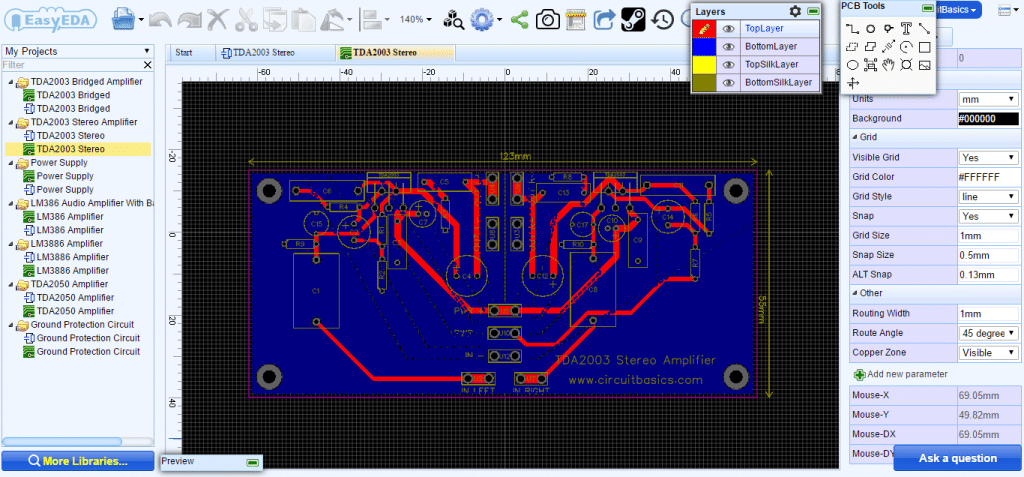 EasyEDA
140%
itBasics
My Projects
Filter
TDA2003 Bridged Amplifier
TDA2003 Bridged
TDA2003 Bridged
TDA2003 Stereo Amplifier
TDA2003 Stereo
TDA2003 Stereo
Power Supply
Power Supply
Power Supply
LM386 Audio Amplifier With Ba
LM386 Amplifier
LM386 Amplifier
LM3886 Amplifier
LM3886 Amplifier
LM3886 Amplifier
TDA2050 Amplifier
TDA2050 Amplifier
TDA2050 Amplifier
Ground Protection Circuit
Ground Protection Circuit
Ground Protection Circuit
More Libraries...
Start
TDA2003 Stereo
TDA2003 Stereo
-60
-40
-20
0
20
-20
0
20
40
Layers
TopLayer
BottomLayer
TopSilkLayer
BottomSilkLayer
PCB Tools
123mm
55mm
C6
C5
R8
C13
R4
C15
R1
C7
C17
C10
C14
R5
R9
R10
C9
R2
R7
C4
C12
C1
C8
U10
U12
IN -
TDA2003 Stereo Amplifier
www.circuitbasics.com
IN LEFT
IN RIGHT
Preview
0
Units
mm
Background
#000000
Grid
Visible Grid
Yes
Grid Color
#FFFFFF
Grid Style
line
Snap
Yes
Grid Size
1mm
Snap Size
0.5mm
ALT Snap
0.13mm
Other
Routing Width
1mm
Route Angle
45 degree
Copper Zone
Visible
Add new parameter
Mouse-X
69.05mm
Mouse-Y
49.82mm
Mouse-DX
69.05mm
Mouse-DY
Ask a question